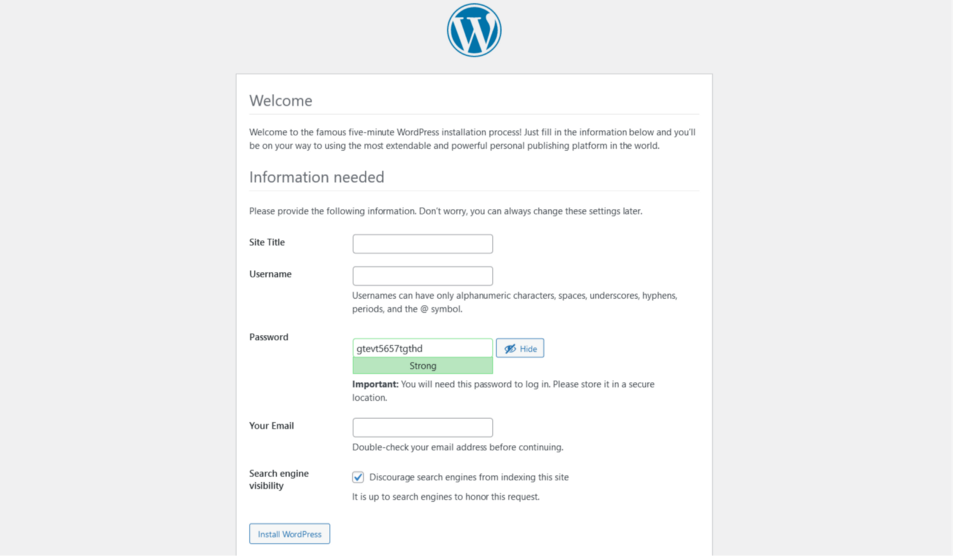 Welcome
Welcome to the famous five-minute WordPress installation process! Just fill in the information below and you'll
be on your way to using the most extendable and powerful personal publishing platform in the world.
Information needed
Please provide the following information. Don't worry, you can always change these settings later.
Site Title
Username
Usernames can have only alphanumeric characters, spaces, underscores, hyphens,
periods, and the @ symbol.
Password
gtevt5657tgthd
Hide
Strong
Important: You will need this password to log in. Please store it in a secure
location.
Your Email
Double-check your email address before continuing.
Search engine
visibility
Discourage search engines from indexing this site
It is up to search engines to honor this request.
Install WordPress